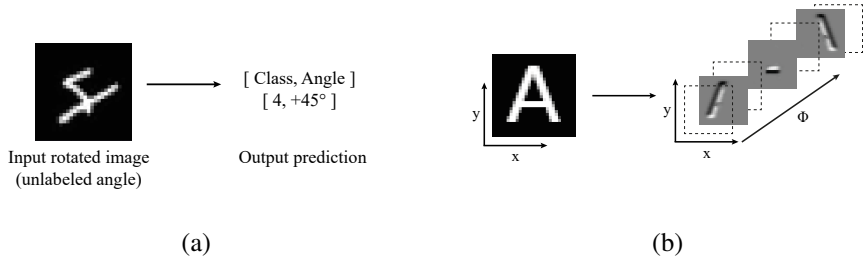 [ Class, Angle ]
[ 4, +45° ]
Input rotated image
(unlabeled angle)
Output prediction
(a)
A
y
x
y
x
Φ
(b)